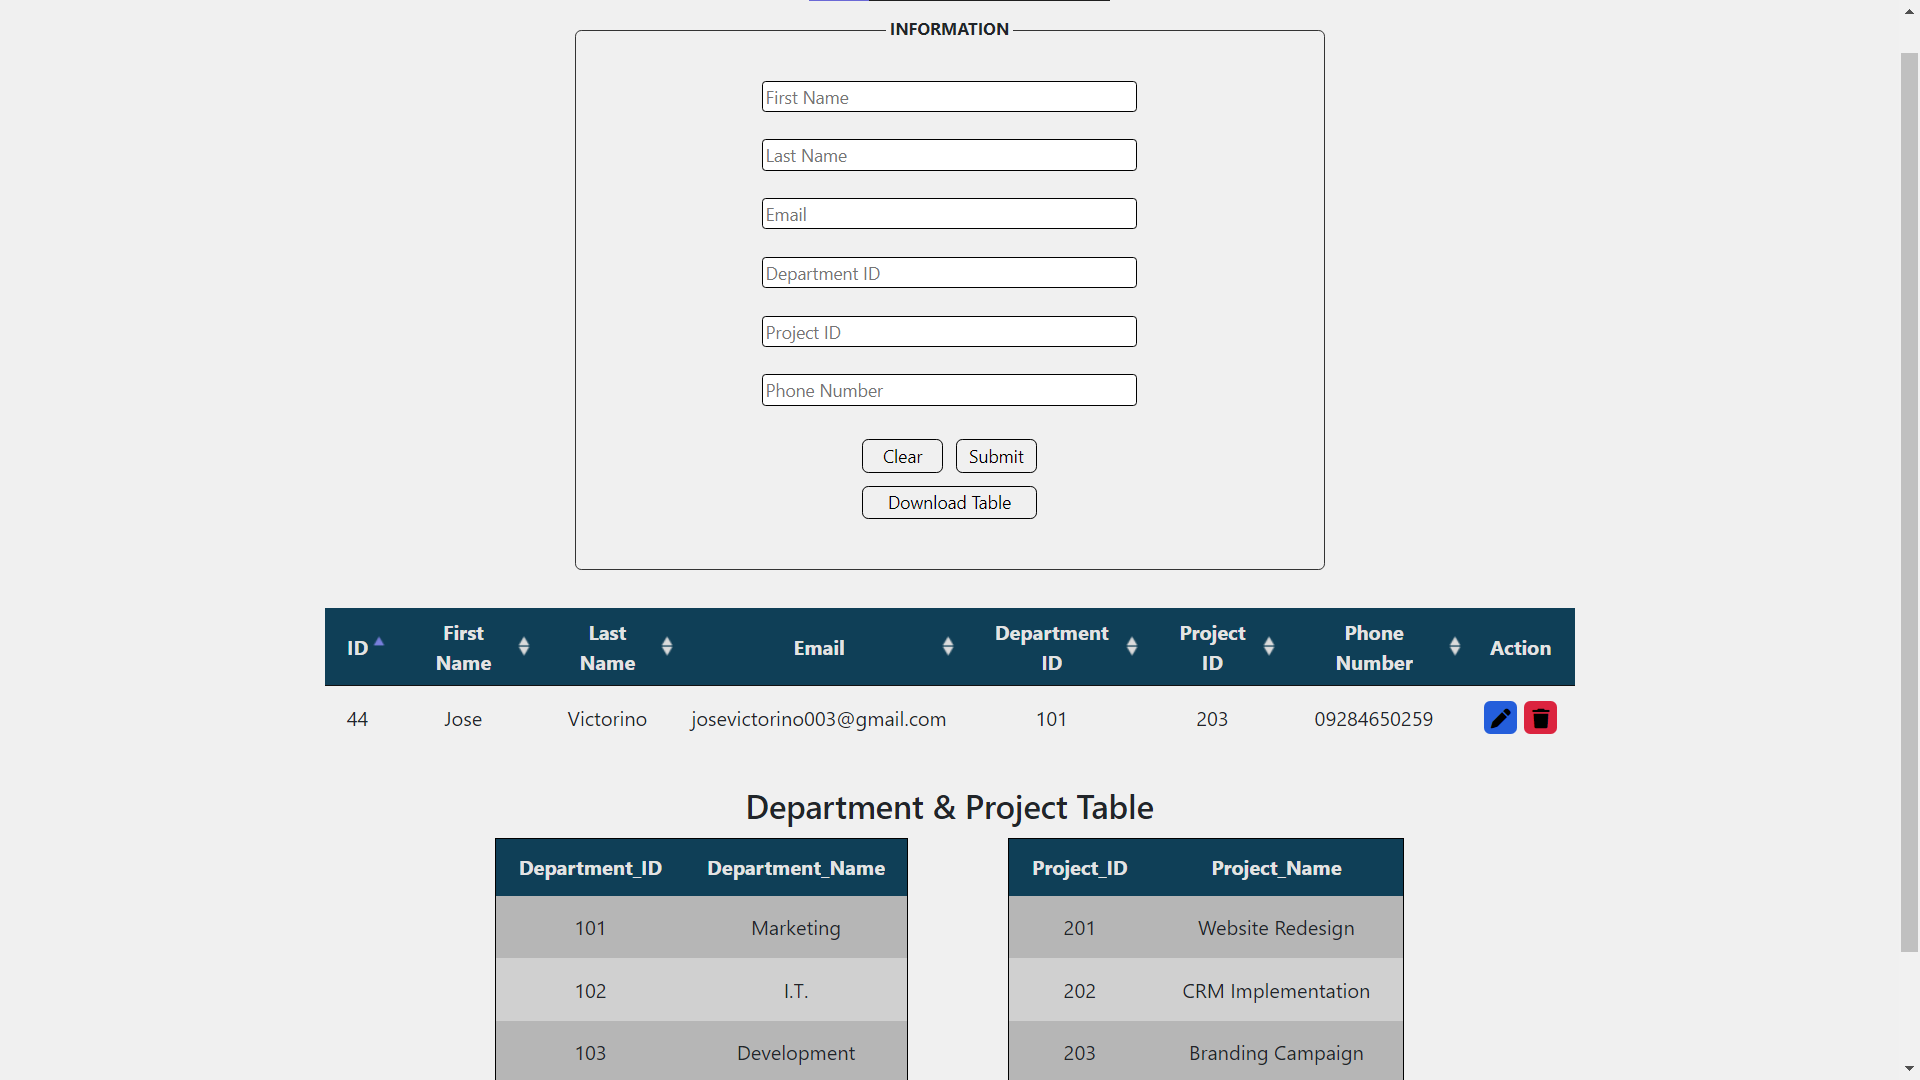 INFORMATION
First Name
Last Name
Email
Department ID
Project ID
Phone Number
Clear Submit
Download Table
ID First Name Last Name Email Department ID Project ID Phone Number Action
44 Jose Victorino josevictorino003@gmail.com 101 203 09284650259
Department & Project Table
Department_ID Department_Name
101 Marketing
102 I.T.
103 Development
Project_ID Project_Name
201 Website Redesign
202 CRM Implementation
203 Branding Campaign